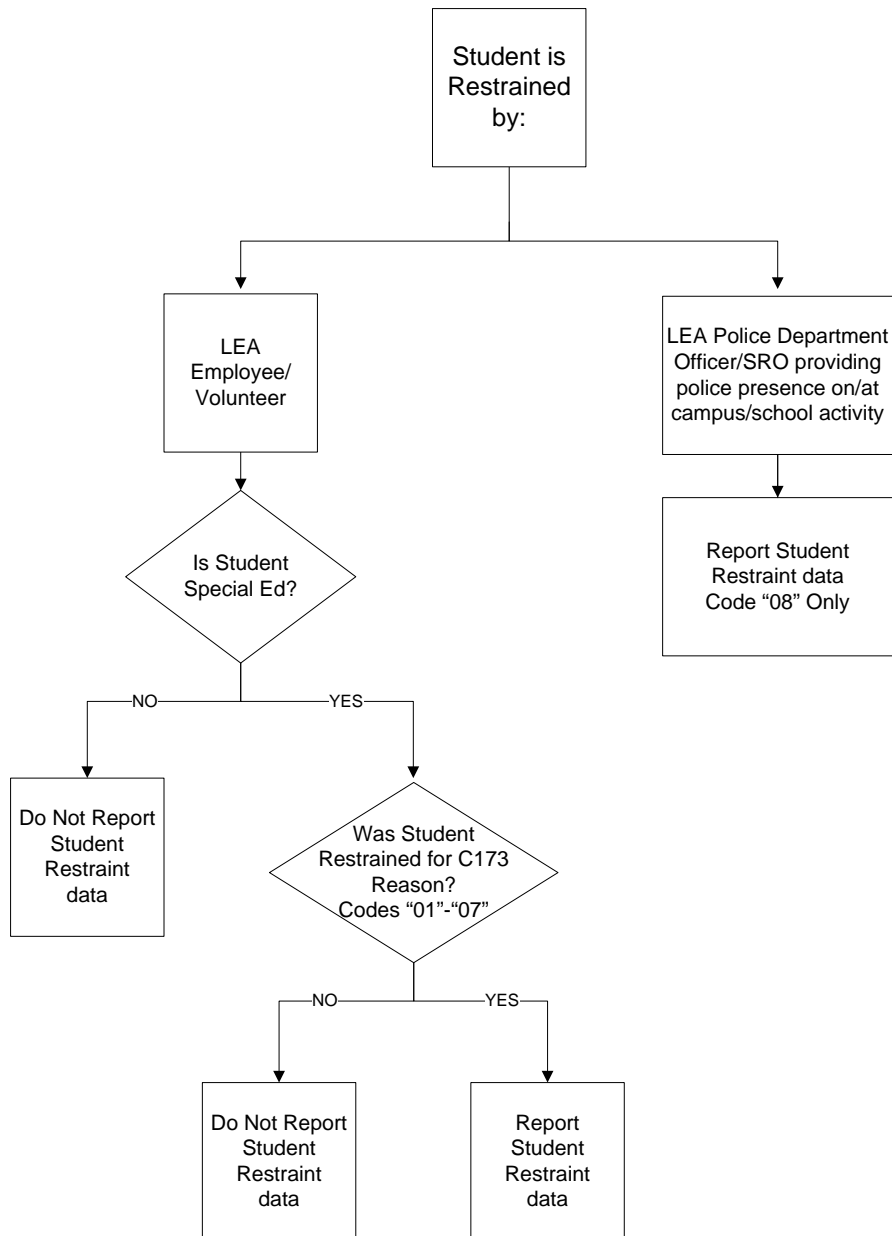 Student is
Restrained
by:
LEA
Employee/
Volunteer
LEA Police Department
Officer/SRO providing
police presence on/at
campus/school activity
Is Student
Special Ed?
Report Student
Restraint data
Code “08” Only
NO
YES
Do Not Report
Student
Restraint
data
Was Student
Restrained for C173
Reason?
Codes “01”-“07”
NO
YES
Do Not Report
Student
Restraint
data
Report
Student
Restraint
data